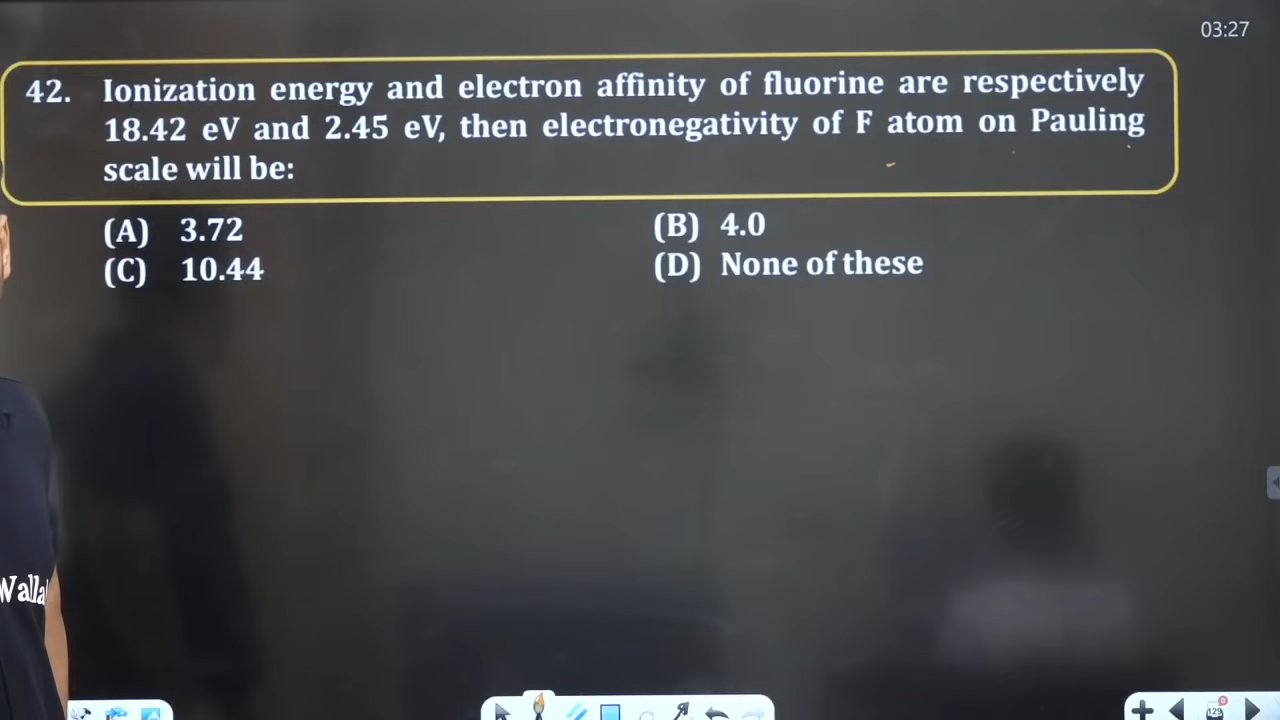 03:27
42. Ionization energy and electron affinity of fluorine are respectively
18.42 eV and 2.45 eV, then electronegativity of F atom on Pauling
scale will be:
(A) 3.72
(B) 4.0
(C) 10.44
(D) None of these
Walla
129